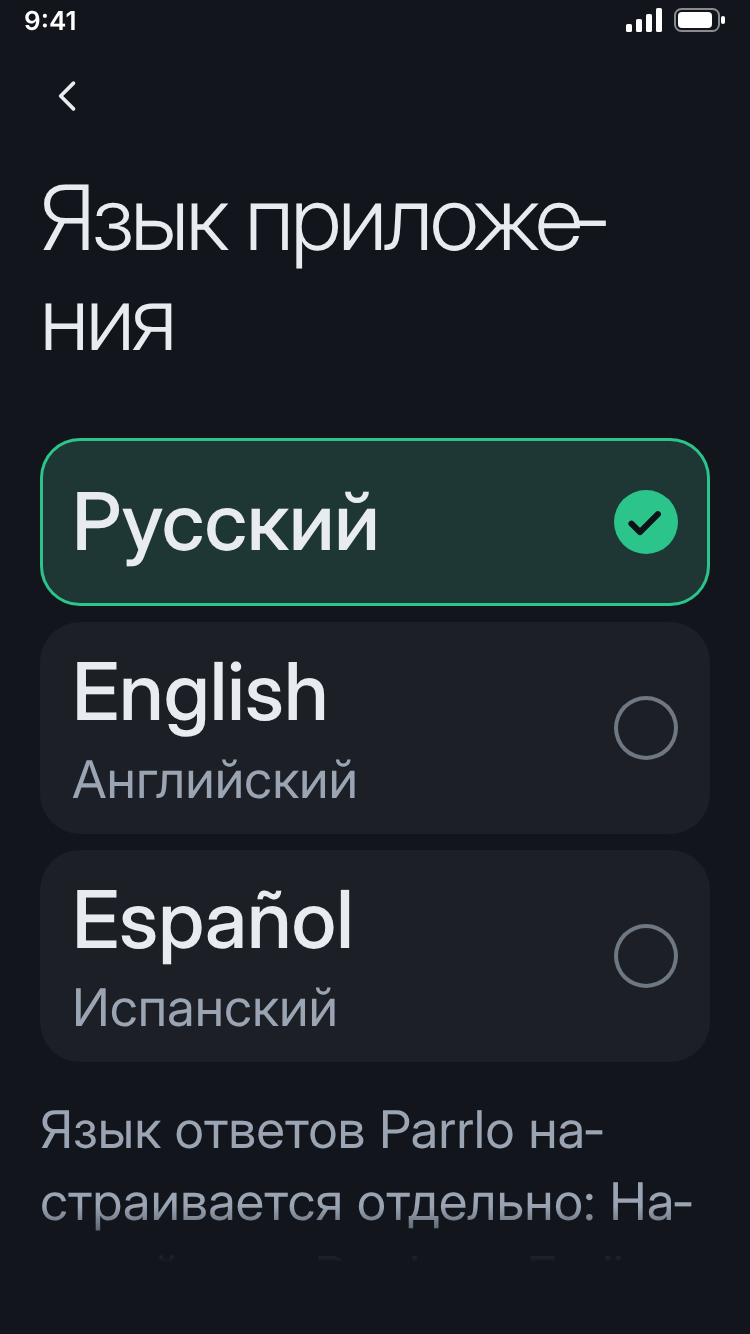 9:41
Язык приложе-
ния
Русский
English
Английский
Español
Испанский
Язык ответов Parrlo на-
страивается отдельно: На-